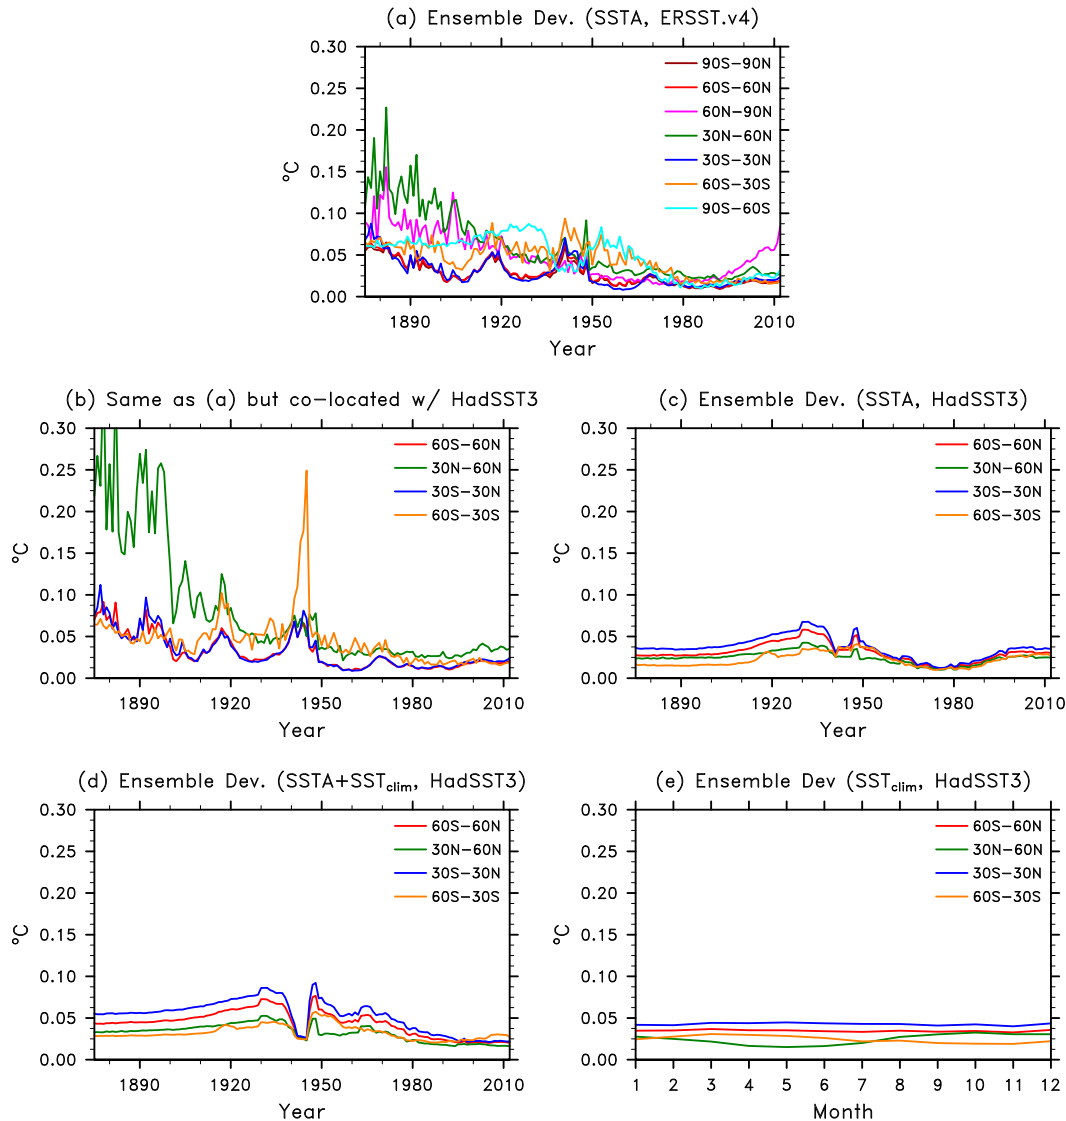 (a) Ensemble Dev. (SSTA, ERSST.v4)
0.30
0.25
0.20
0.15
0.10
0.05
0.00
°C
90S−90N
60S−60N
60N−90N
30N−60N
30S−30N
60S−30S
90S−60S
1890 1920 1950 1980 2010
Year
(b) Same as (a) but co−located w/ HadSST3
0.30
0.25
0.20
0.15
0.10
0.05
0.00
°C
60S−60N
30N−60N
30S−30N
60S−30S
1890 1920 1950 1980 2010
Year
(c) Ensemble Dev. (SSTA, HadSST3)
0.30
0.25
0.20
0.15
0.10
0.05
0.00
°C
60S−60N
30N−60N
30S−30N
60S−30S
1890 1920 1950 1980 2010
Year
(d) Ensemble Dev. (SSTA+SSTclim, HadSST3)
0.30
0.25
0.20
0.15
0.10
0.05
0.00
°C
60S−60N
30N−60N
30S−30N
60S−30S
1890 1920 1950 1980 2010
Year
(e) Ensemble Dev (SSTclim, HadSST3)
0.30
0.25
0.20
0.15
0.10
0.05
0.00
°C
60S−60N
30N−60N
30S−30N
60S−30S
1 2 3 4 5 6 7 8 9 10 11 12
Month